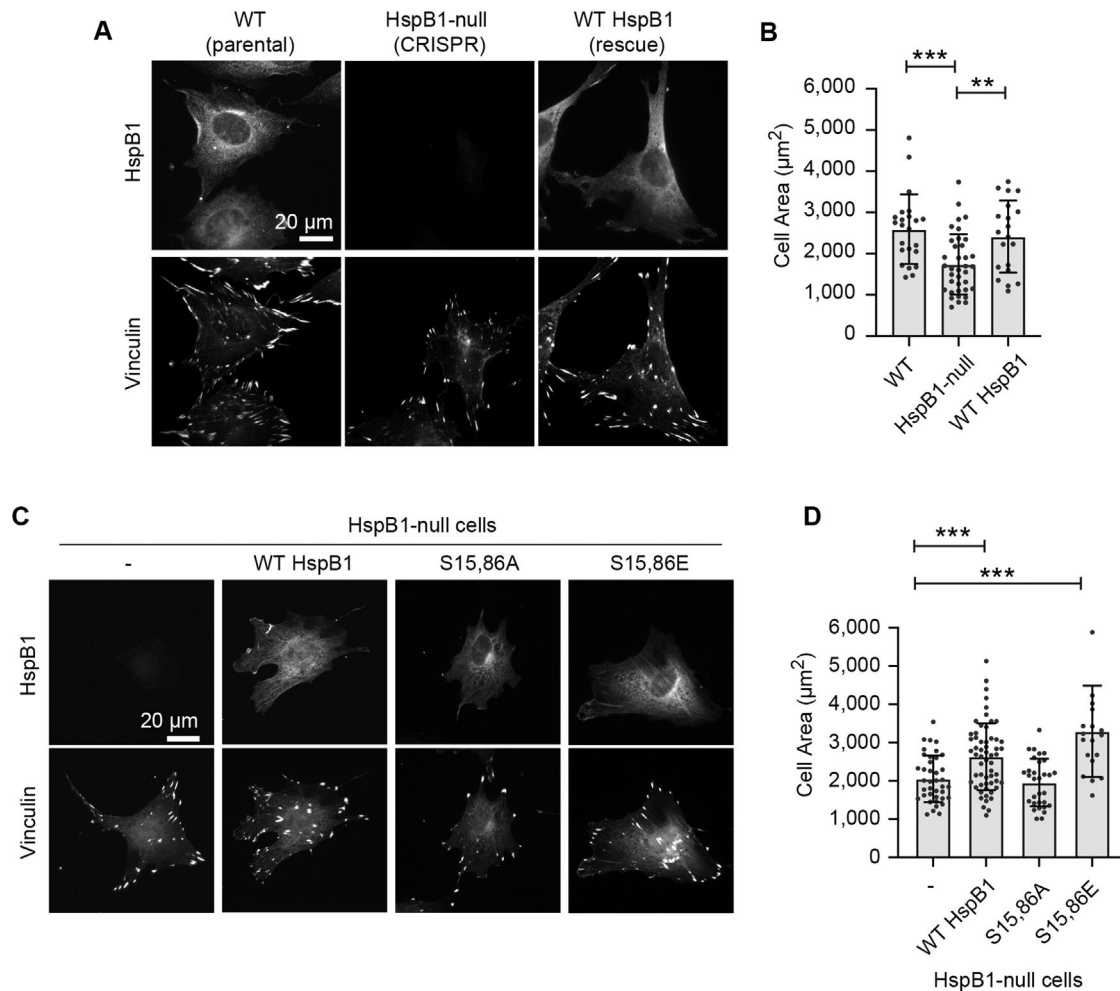 A
WT
(parental)
HspB1-null
(CRISPR)
WT HspB1
(rescue)
HspB1
20 µm
Vinculin
B
***
**
6,000
5,000
4,000
3,000
2,000
1,000
0
Cell Area (µm²)
WT
HspB1-null
WT HspB1
C
HspB1-null cells
-
WT HspB1
S15,86A
S15,86E
HspB1
20 µm
Vinculin
D
***
***
6,000
5,000
4,000
3,000
2,000
1,000
0
Cell Area (µm²)
-
WT HspB1
S15,86A
S15,86E
HspB1-null cells